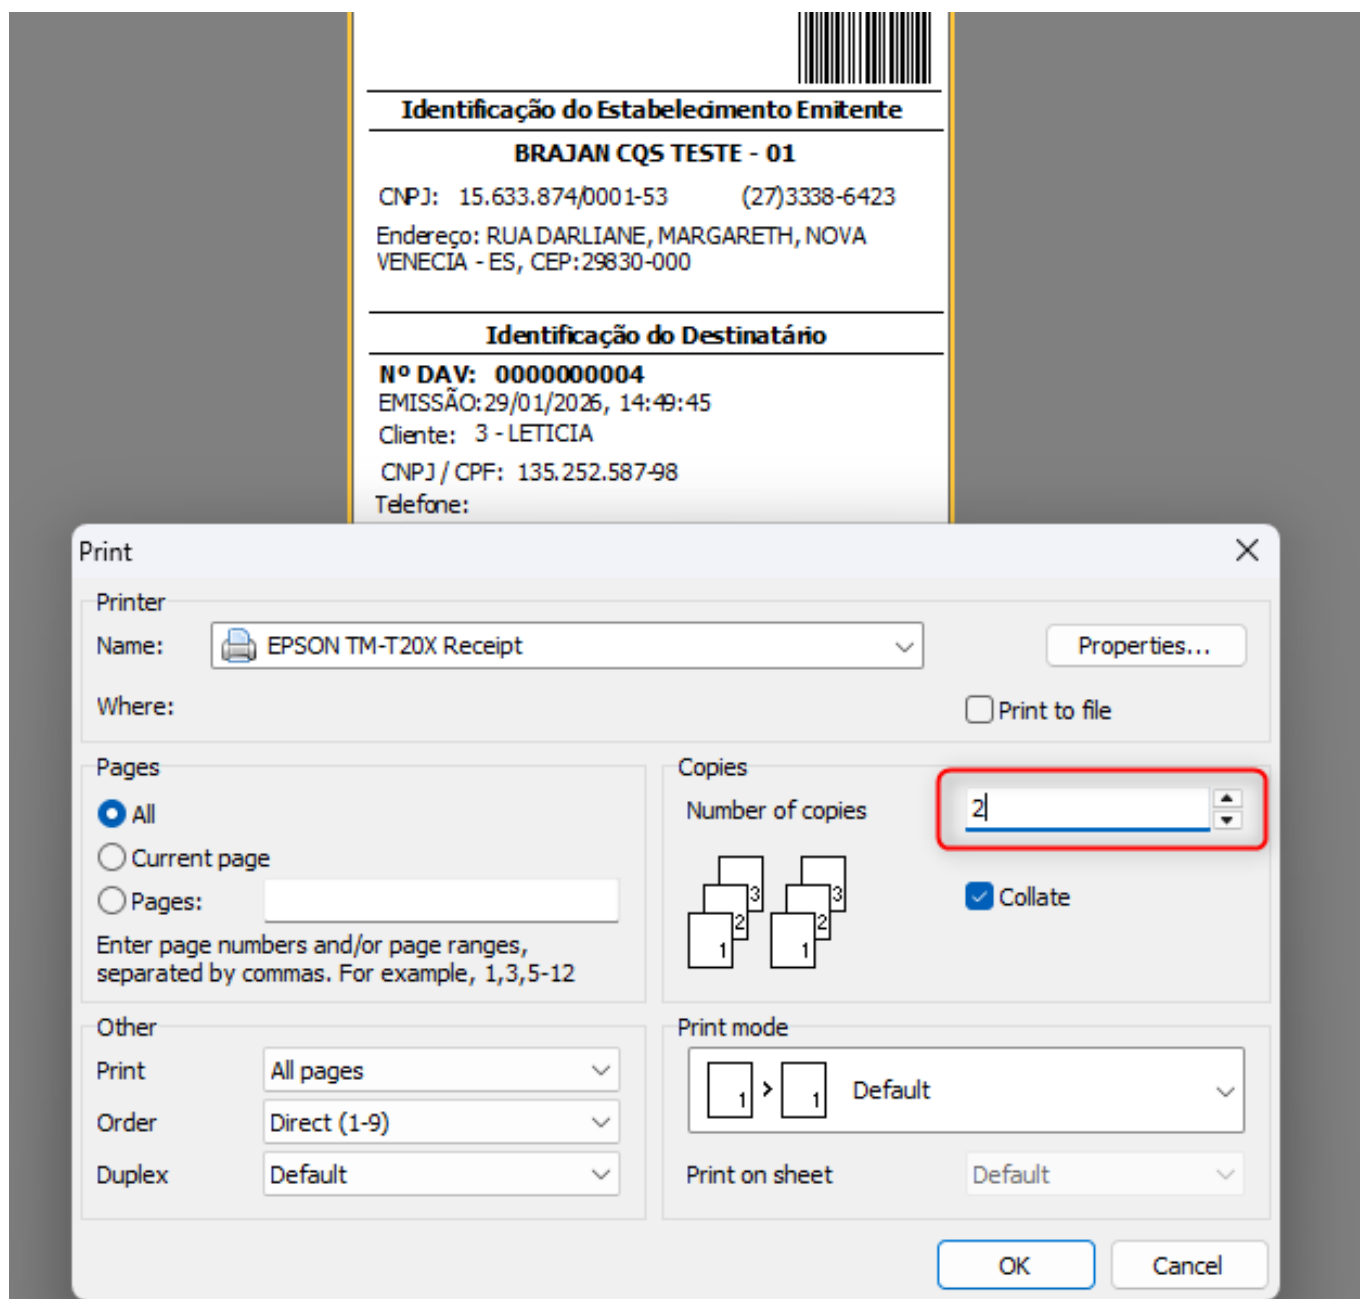 Identificação do Estabelecimento Emitente
BRAJAN CQS TESTE - 01
CNPJ: 15.633.874/0001-53 (27)3338-6423
Endereço: RUA DARLIANE, MARGARETH, NOVA
VENECIA - ES, CEP:29830-000
Identificação do Destinatário
Nº DAV: 0000000004
EMISSÃO:29/01/2026, 14:49:45
Cliente: 3 - LETICIA
CNPJ / CPF: 135.252.587-98
Telefone:
Print
Printer
Name: EPSON TM-T20X Receipt Properties...
Where: Print to file
Pages
All
Current page
Pages:
Enter page numbers and/or page ranges,
separated by commas. For example, 1,3,5-12
Copies
Number of copies 2
3 3
2 2
1 1
Collate
Other
Print All pages
Order Direct (1-9)
Duplex Default
Print mode
1 > 1 Default
Print on sheet Default
OK Cancel